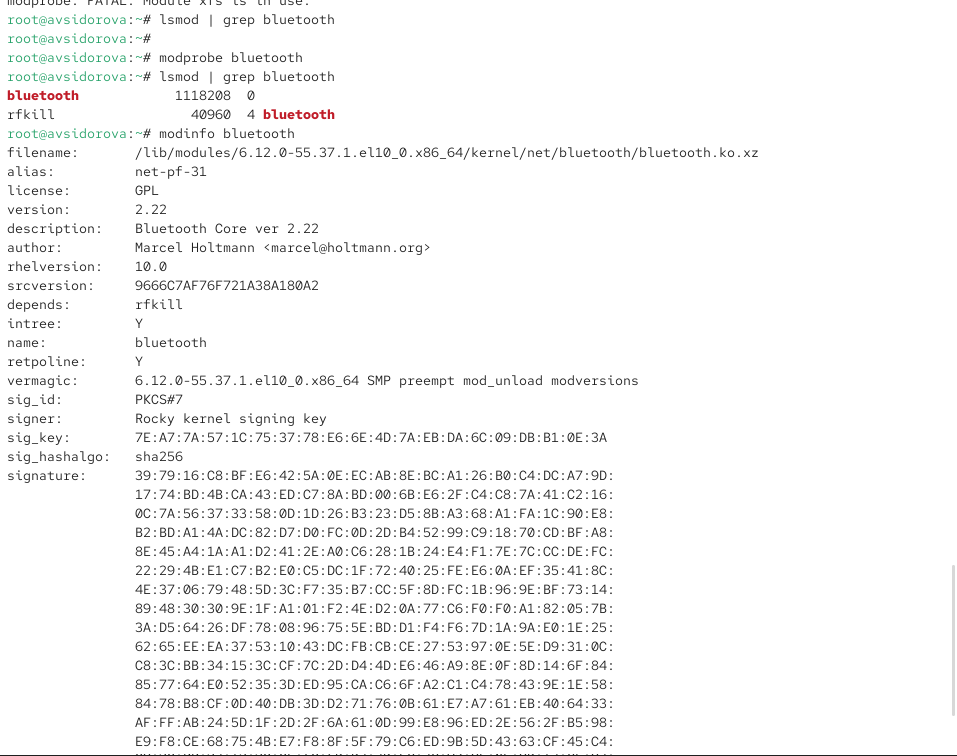 modprobe: FATAL: Module xfs is in use.
root@avsidorova:~# lsmod | grep bluetooth
root@avsidorova:~#
root@avsidorova:~# modprobe bluetooth
root@avsidorova:~# lsmod | grep bluetooth
bluetooth            1118208  0
rfkill                 40960  4 bluetooth
root@avsidorova:~# modinfo bluetooth
filename:       /lib/modules/6.12.0-55.37.1.el10_0.x86_64/kernel/net/bluetooth/bluetooth.ko.xz
alias:          net-pf-31
license:        GPL
version:        2.22
description:    Bluetooth Core ver 2.22
author:         Marcel Holtmann <marcel@holtmann.org>
rhelversion:    10.0
srcversion:     9666C7AF76F721A38A180A2
depends:        rfkill
intree:         Y
name:           bluetooth
retpoline:      Y
vermagic:       6.12.0-55.37.1.el10_0.x86_64 SMP preempt mod_unload modversions
sig_id:         PKCS#7
signer:         Rocky kernel signing key
sig_key:        7E:A7:7A:57:1C:75:37:78:E6:6E:4D:7A:EB:DA:6C:09:DB:B1:0E:3A
sig_hashalgo:   sha256
signature:      39:79:16:C8:BF:E6:42:5A:0E:EC:AB:8E:BC:A1:26:B0:C4:DC:A7:9D:
                17:74:BD:4B:CA:43:ED:C7:8A:BD:00:6B:E6:2F:C4:C8:7A:41:C2:16:
                0C:7A:56:37:33:58:0D:1D:26:B3:23:D5:8B:A3:68:A1:FA:1C:90:E8:
                B2:BD:A1:4A:DC:82:D7:D0:FC:0D:2D:B4:52:99:C9:18:70:CD:BF:A8:
                8E:45:A4:1A:A1:D2:41:2E:A0:C6:28:1B:24:E4:F1:7E:7C:CC:DE:FC:
                22:29:4B:E1:C7:B2:E0:C5:DC:1F:72:40:25:FE:E6:0A:EF:35:41:8C:
                4E:37:06:79:48:5D:3C:F7:35:B7:CC:5F:8D:FC:1B:96:9E:BF:73:14:
                89:48:30:30:9E:1F:A1:01:F2:4E:D2:0A:77:C6:F0:F0:A1:82:05:7B:
                3A:D5:64:26:DF:78:08:96:75:5E:BD:D1:F4:F6:7D:1A:9A:E0:1E:25:
                62:65:EE:EA:37:53:10:43:DC:FB:CB:CE:27:53:97:0E:5E:D9:31:0C:
                C8:3C:BB:34:15:3C:CF:7C:2D:D4:4D:E6:46:A9:8E:0F:8D:14:6F:84:
                85:77:64:E0:52:35:3D:ED:95:CA:C6:6F:A2:C1:C4:78:43:9E:1E:58:
                84:78:B8:CF:0D:40:DB:3D:D2:71:76:0B:61:E7:A7:61:EB:40:64:33:
                AF:FF:AB:24:5D:1F:2D:2F:6A:61:0D:99:E8:96:ED:2E:56:2F:B5:98:
                E9:F8:CE:68:75:4B:E7:F8:8F:5F:79:C6:ED:9B:5D:43:63:CF:45:C4: